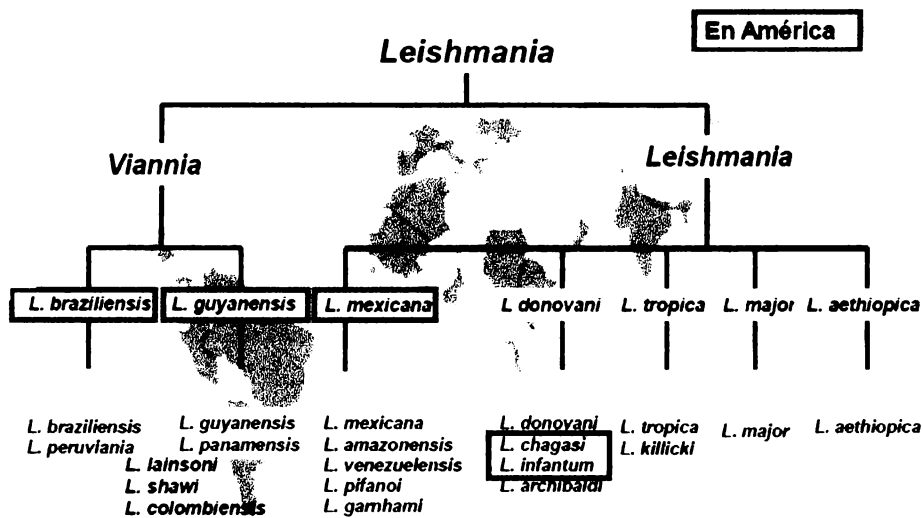 En América
Leishmania
Viannia
Leishmania
L. braziliensis
L. guyanensis
L. mexicana
L donovani
L. tropica
L. major
L. aethiopica
L. braziliensis
L. peruviania
L. guyanensis
L. panamensis
L. lainsoni
L. shawi
L. colombiensis
L. mexicana
L. amazonensis
L. venezuelensis
L. pifanoi
L. garnhami
L. donovani
L. chagasi
L. infantum
L. archibaldi
L. tropica
L. killicki
L. major
L. aethiopica